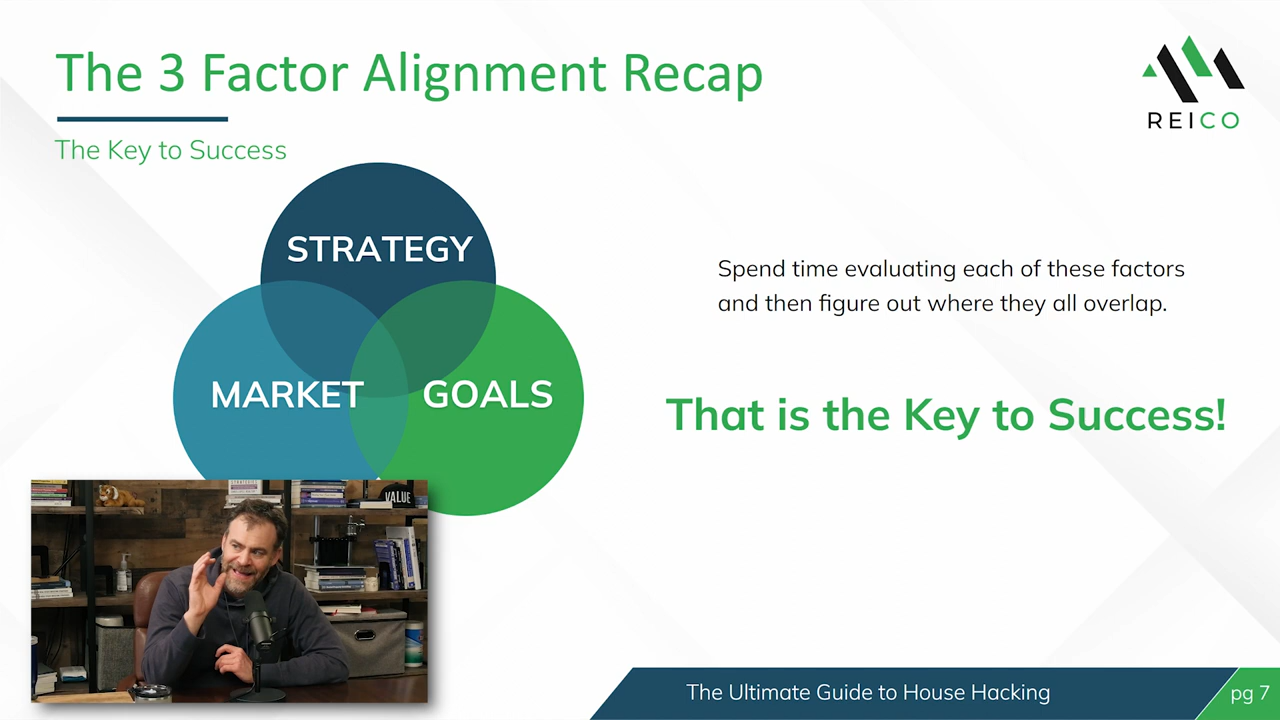 The 3 Factor Alignment Recap
REICO
The Key to Success
STRATEGY
MARKET
GOALS
Spend time evaluating each of these factors
and then figure out where they all overlap.
That is the Key to Success!
VALUE
The Ultimate Guide to House Hacking
pg 7